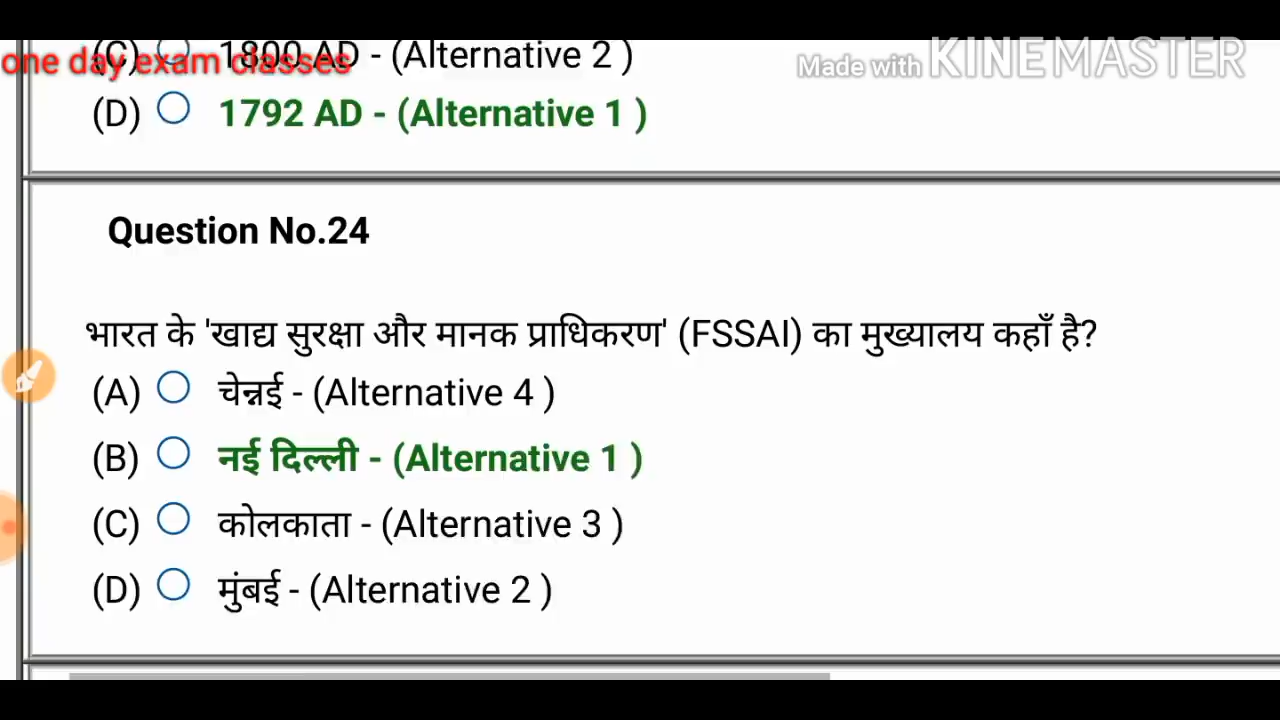 (C) 1800 AD - (Alternative 2 )
one day exam classes
Made with KINEMASTER
(D) 1792 AD - (Alternative 1 )
Question No.24
भारत के 'खाद्य सुरक्षा और मानक प्राधिकरण' (FSSAI) का मुख्यालय कहाँ है?
(A) चेन्नई - (Alternative 4 )
(B) नई दिल्ली - (Alternative 1 )
(C) कोलकाता - (Alternative 3 )
(D) मुंबई - (Alternative 2 )